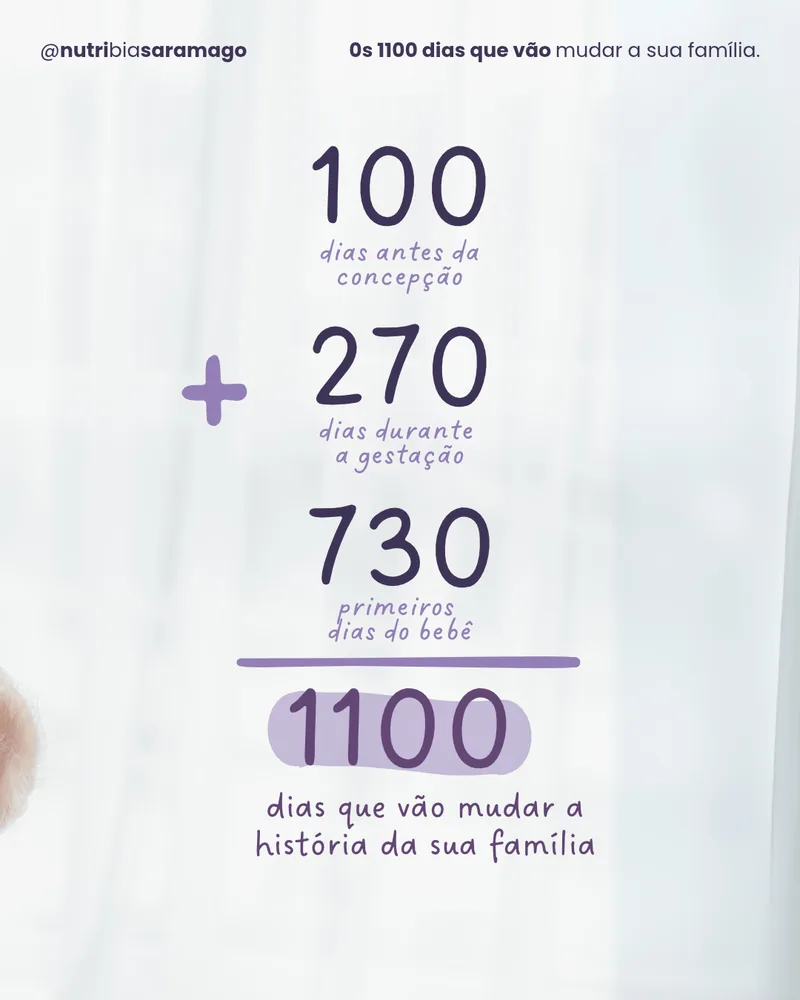 @nutribiasaramago
0s 1100 dias que vão mudar a sua família.
100
dias antes da
concepção
+
270
dias durante
a gestação
730
primeiros
dias do bebê
1100
dias que vão mudar a
história da sua família